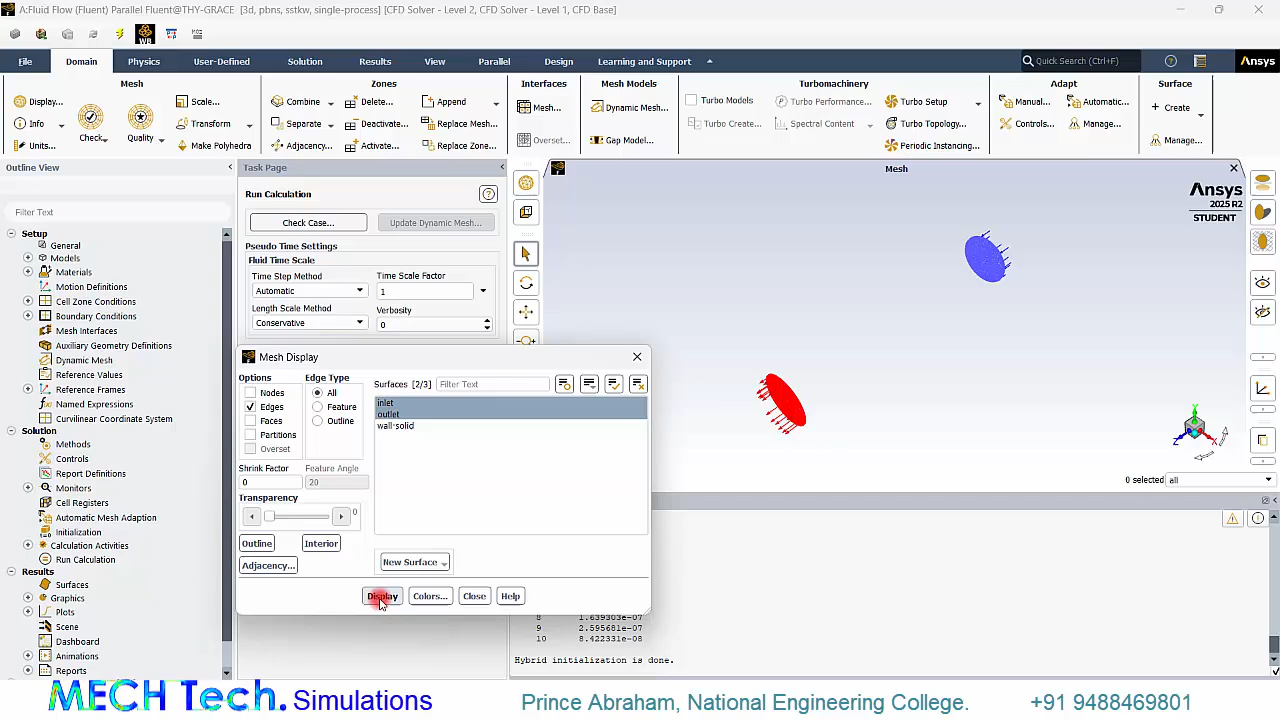 A:Fluid Flow (Fluent) Parallel Fluent@THY-GRACE [3d, pbns, sstkw, single-process] [CFD Solver - Level 2, CFD Solver - Level 1, CFD Base]
WB
File Domain Physics User-Defined Solution Results View Parallel Design Learning and Support Quick Search (Ctrl+F) Ansys
Mesh Zones Interfaces Mesh Models Turbomachinery Adapt Surface
Display... Scale... Combine Delete... Append Mesh... Dynamic Mesh... Turbo Models Turbo Performance... Turbo Setup Manual... Automatic... Create
Info Check Quality Transform Separate Deactivate... Replace Mesh... Turbo Create... Spectral Content Turbo Topology... Controls... Manage...
Units... Make Polyhedra Adjacency... Activate... Replace Zone... Overset... Gap Model... Periodic Instancing... Manage...
Outline View
Filter Text
Setup
General
Models
Materials
Motion Definitions
Cell Zone Conditions
Boundary Conditions
Mesh Interfaces
Auxiliary Geometry Definitions
Dynamic Mesh
Reference Values
Reference Frames
Named Expressions
Solution
Methods
Controls
Report Definitions
Monitors
Cell Registers
Automatic Mesh Adaption
Initialization
Calculation Activities
Run Calculation
Results
Surfaces
Graphics
Plots
Scene
Dashboard
Animations
Reports
Task Page
Run Calculation
Check Case... Update Dynamic Mesh...
Pseudo Time Settings
Fluid Time Scale
Time Step Method Time Scale Factor
Automatic 1
Length Scale Method Verbosity
Conservative 0
Mesh Display
Options Edge Type Surfaces [2/3] Filter Text
Nodes All
Edges Feature
Faces Outline
Partitions
Overset
inlet
outlet
wall-solid
Shrink Factor Feature Angle
0 20
Transparency
0
Outline Interior
Adjacency...
New Surface
Display Colors... Close Help
Mesh
Ansys
2025 R2
STUDENT
Y
Z X
0 selected all
8 1.639303e-07
9 2.595681e-07
10 8.422331e-08
Hybrid initialization is done.
MECH Tech. Simulations Prince Abraham, National Engineering College. +91 9488469801